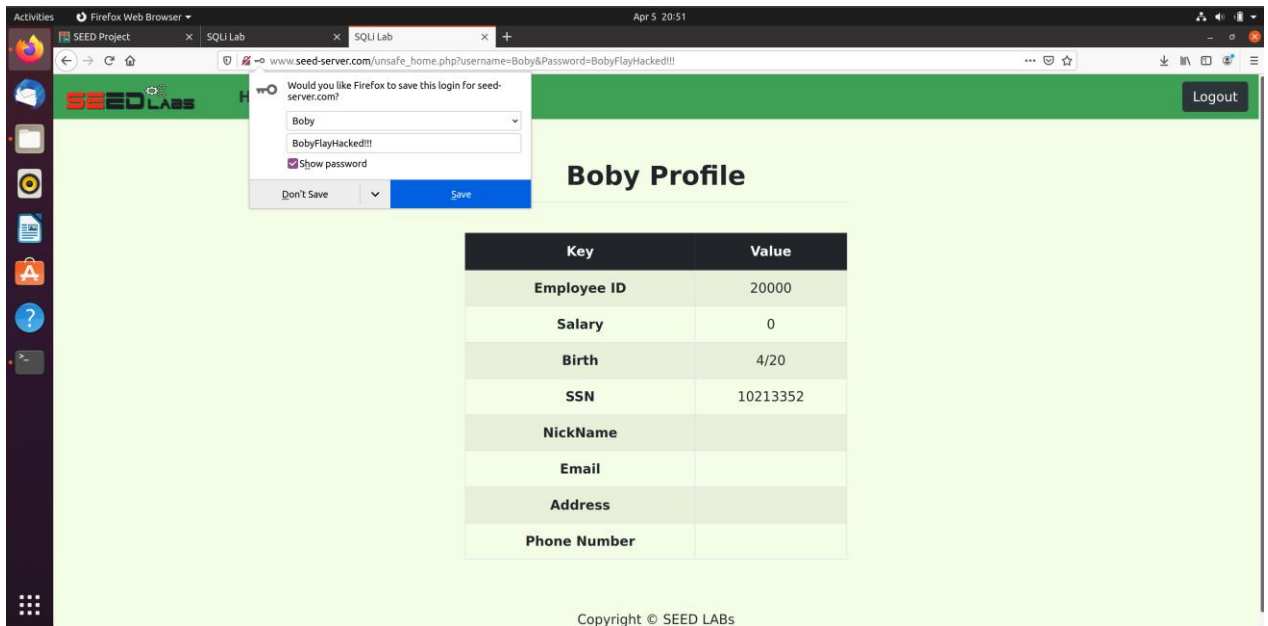 Activities Firefox Web Browser Apr 5 20:51
SEED Project SQLi Lab SQLi Lab
www.seed-server.com/unsafe_home.php?username=Boby&Password=BobyFlayHacked!!!
SEEDLABS H Logout
Would you like Firefox to save this login for seed-
server.com?
Boby
BobyFlayHacked!!!
Show password
Don't Save Save
Boby Profile
Key Value
Employee ID 20000
Salary 0
Birth 4/20
SSN 10213352
NickName
Email
Address
Phone Number
Copyright © SEED LABs